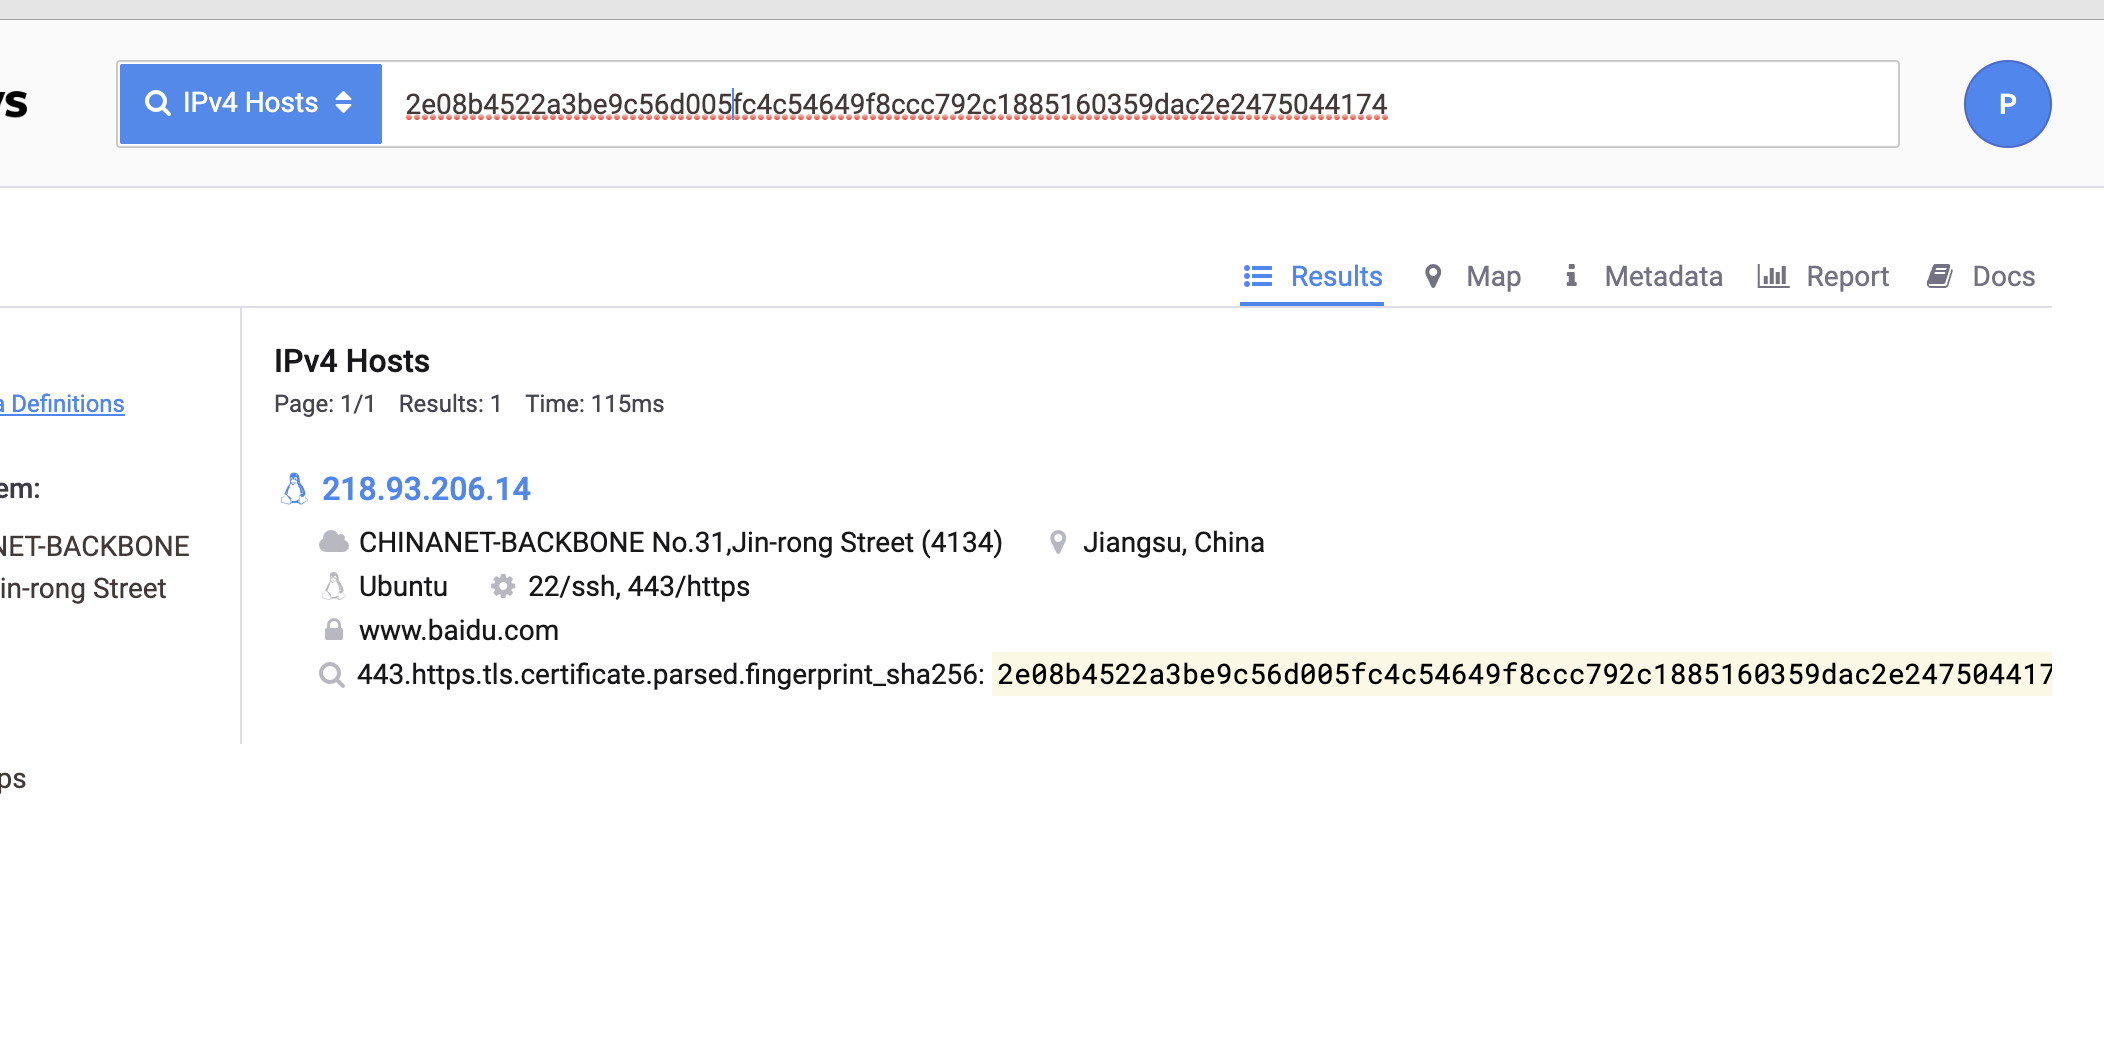 IPv4 Hosts
2e08b4522a3be9c56d005fc4c54649f8ccc792c1885160359dac2e2475044174
P
Results Map Metadata Report Docs
IPv4 Hosts
Page: 1/1 Results: 1 Time: 115ms
a Definitions
218.93.206.14
em:
CHINANET-BACKBONE No.31,Jin-rong Street (4134) Jiangsu, China
NET-BACKBONE
Ubuntu 22/ssh, 443/https
in-rong Street
www.baidu.com
443.https.tls.certificate.parsed.fingerprint_sha256: 2e08b4522a3be9c56d005fc4c54649f8ccc792c1885160359dac2e247504417
ps